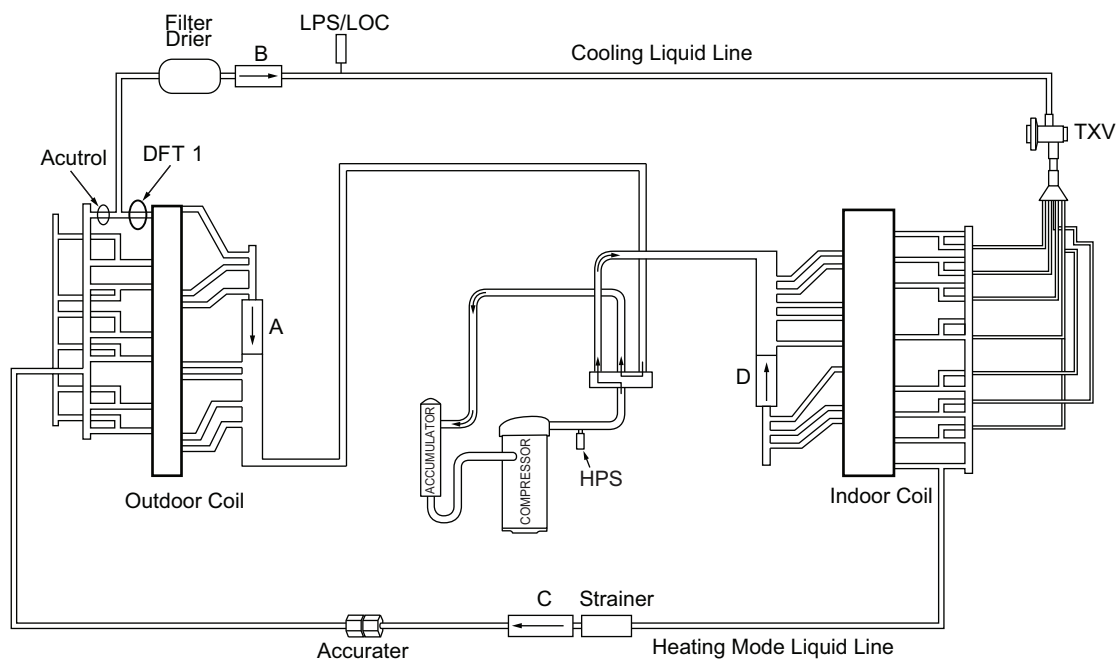 Filter
Drier
LPS/LOC
B
Cooling Liquid Line
TXV
Acutrol
DFT 1
A
D
ACCUMULATOR
COMPRESSOR
HPS
Outdoor Coil
Indoor Coil
C
Strainer
Accurater
Heating Mode Liquid Line